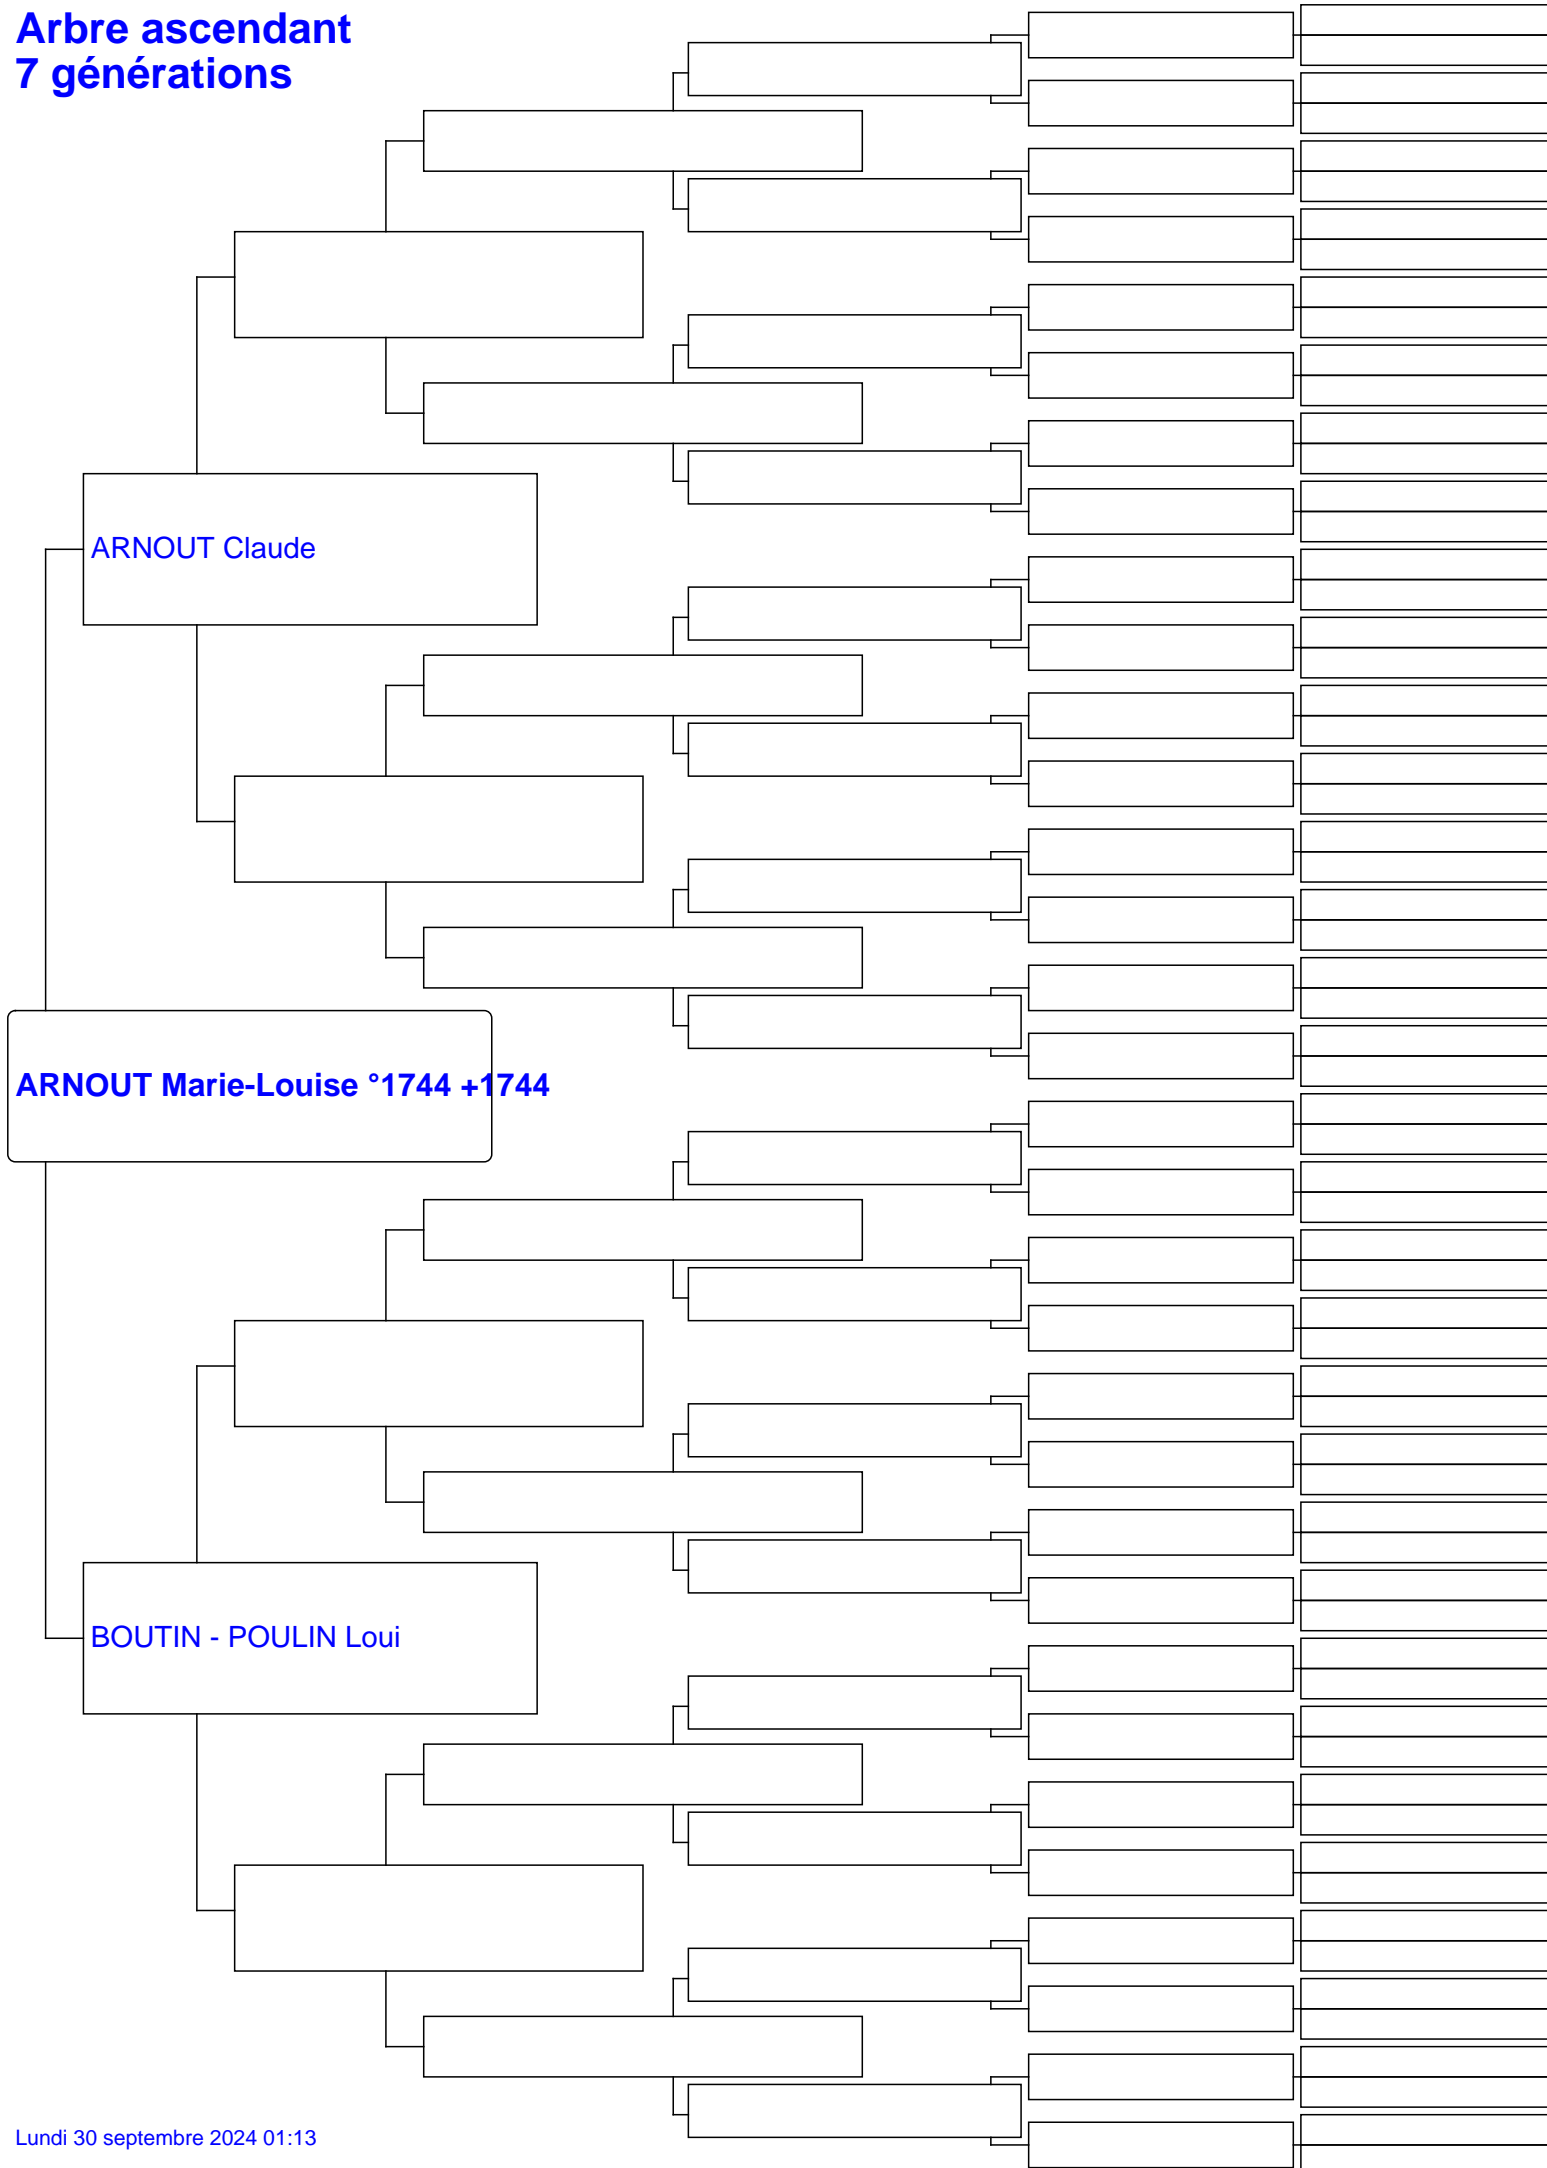 Arbre ascendant
7 générations
ARNOUT Claude
ARNOUT Marie-Louise °1744 +1744
BOUTIN - POULIN Loui
Lundi 30 septembre 2024 01:13